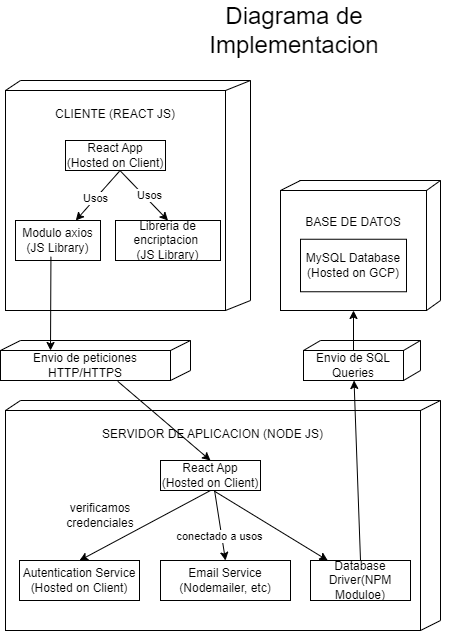 Diagrama de
Implementacion
CLIENTE (REACT JS)
React App
(Hosted on Client)
Usos
Usos
Modulo axios
(JS Library)
Libreria de
encriptacion
(JS Library)
BASE DE DATOS
MySQL Database
(Hosted on GCP)
Envio de peticiones
HTTP/HTTPS
Envio de SQL
Queries
SERVIDOR DE APLICACION (NODE JS)
React App
(Hosted on Client)
verificamos
credenciales
conectado a usos
Autentication Service
(Hosted on Client)
Email Service
(Nodemailer, etc)
Database
Driver(NPM
Moduloe)